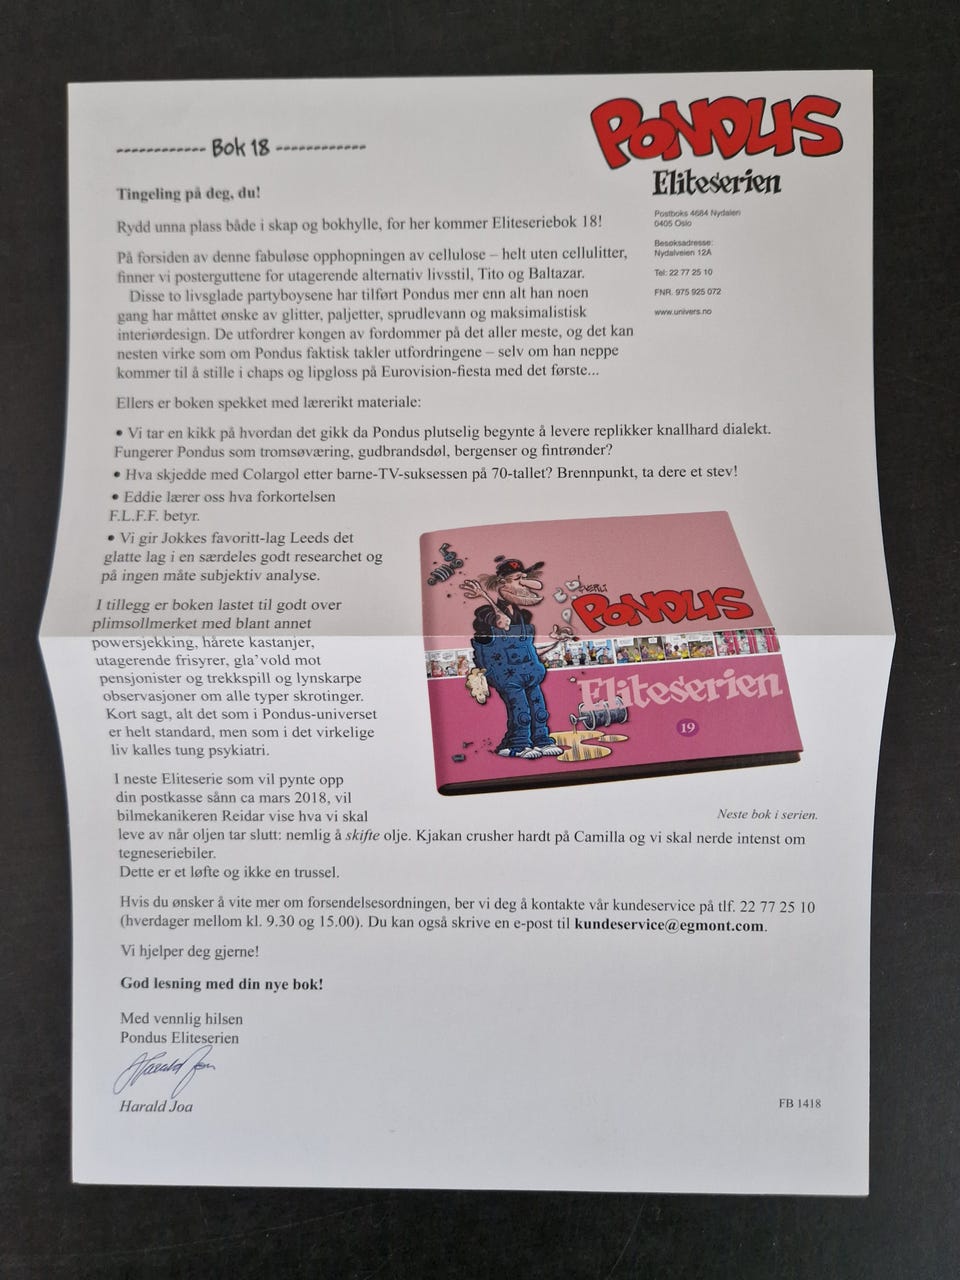 PONDUS
Eliteserien
Postboks 4684 Nydalen
0405 Oslo
Besøksadresse:
Nydalveien 12A
Tel: 22 77 25 10
FNR. 975 925 072
www.univers.no
------------ Bok 18 ------------
Tingeling på deg, du!
Rydd unna plass både i skap og bokhylle, for her kommer Eliteseriebok 18!
På forsiden av denne fabuløse opphopningen av cellulose – helt uten cellulitter,
finner vi posterguttene for utagerende alternativ livsstil, Tito og Baltazar.
Disse to livsglade partyboysene har tilført Pondus mer enn alt han noen
gang har måttet ønske av glitter, paljetter, sprudlevann og maksimalistisk
interiørdesign. De utfordrer kongen av fordommer på det aller meste, og det kan
nesten virke som om Pondus faktisk takler utfordringene – selv om han neppe
kommer til å stille i chaps og lipgloss på Eurovision-fiesta med det første...
Ellers er boken spekket med lærerikt materiale:
• Vi tar en kikk på hvordan det gikk da Pondus plutselig begynte å levere replikker knallhard dialekt.
Fungerer Pondus som tromsøværing, gudbrandsdøl, bergenser og fintrønder?
• Hva skjedde med Colargol etter barne-TV-suksessen på 70-tallet? Brennpunkt, ta dere et stev!
• Eddie lærer oss hva forkortelsen
F.L.F.F. betyr.
• Vi gir Jokkes favoritt-lag Leeds det
glatte lag i en særdeles godt researchet og
på ingen måte subjektiv analyse.
I tillegg er boken lastet til godt over
plimsollmerket med blant annet
powersjekking, hårete kastanjer,
utagerende frisyrer, gla'vold mot
pensjonister og trekkspill og lynskarpe
observasjoner om alle typer skrotinger.
Kort sagt, alt det som i Pondus-universet
er helt standard, men som i det virkelige
liv kalles tung psykiatri.
ØVERLI
PONDUS
Eliteserien
19
Neste bok i serien.
I neste Eliteserie som vil pynte opp
din postkasse sånn ca mars 2018, vil
bilmekanikeren Reidar vise hva vi skal
leve av når oljen tar slutt: nemlig å skifte olje. Kjakan crusher hardt på Camilla og vi skal nerde intenst om
tegneseriebiler.
Dette er et løfte og ikke en trussel.
Hvis du ønsker å vite mer om forsendelsesordningen, ber vi deg å kontakte vår kundeservice på tlf. 22 77 25 10
(hverdager mellom kl. 9.30 og 15.00). Du kan også skrive en e-post til kundeservice@egmont.com.
Vi hjelper deg gjerne!
God lesning med din nye bok!
Med vennlig hilsen
Pondus Eliteserien
Harald Joa
Harald Joa
FB 1418